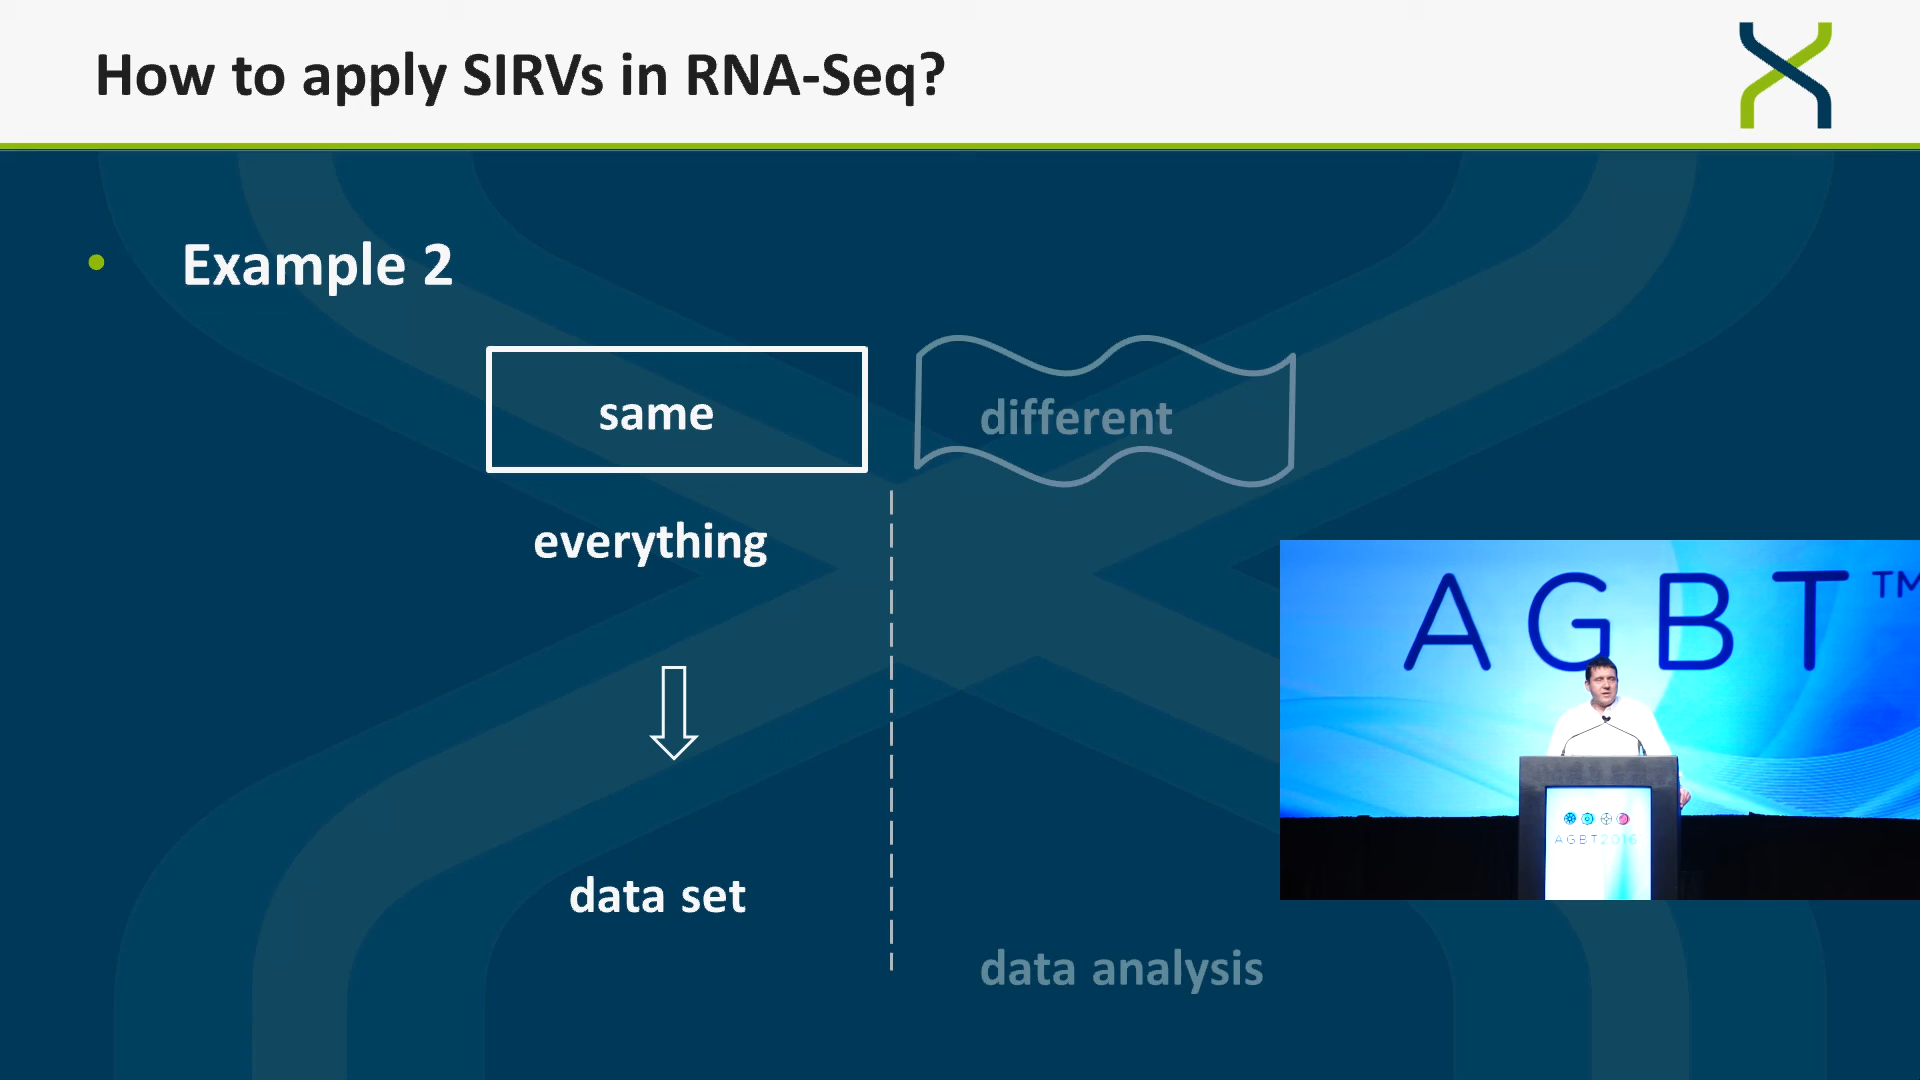 How to apply SIRVs in RNA-Seq?
• Example 2
same
different
everything
data set
data analysis
AGBT™
AGBT2016